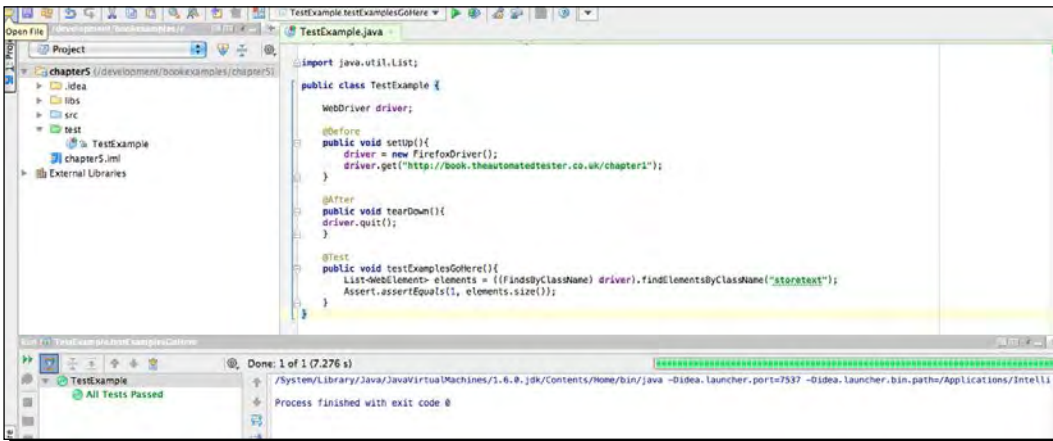 TestExample.testExamplesGoHere
Open File
TestExample.java
Project
chapter5 (/development/bookexamples/chapter5)
.idea
libs
src
test
TestExample
chapter5.iml
External Libraries
import java.util.List;
public class TestExample {
WebDriver driver;
@Before
public void setUp(){
driver = new FirefoxDriver();
driver.get("http://book.theautomatedtester.co.uk/chapter1");
}
@After
public void tearDown(){
driver.quit();
}
@Test
public void testExamplesGoHere(){
List<WebElement> elements = ((FindsByClassName) driver).findElementsByClassName("storetext");
Assert.assertEquals(1, elements.size());
}
}
Run TestExample.testExamplesGoHere
Done: 1 of 1 (7.276 s)
TestExample
All Tests Passed
/System/Library/Java/JavaVirtualMachines/1.6.0.jdk/Contents/Home/bin/java -Didea.launcher.port=7537 -Didea.launcher.bin.path=/Applications/Intelli
Process finished with exit code 0